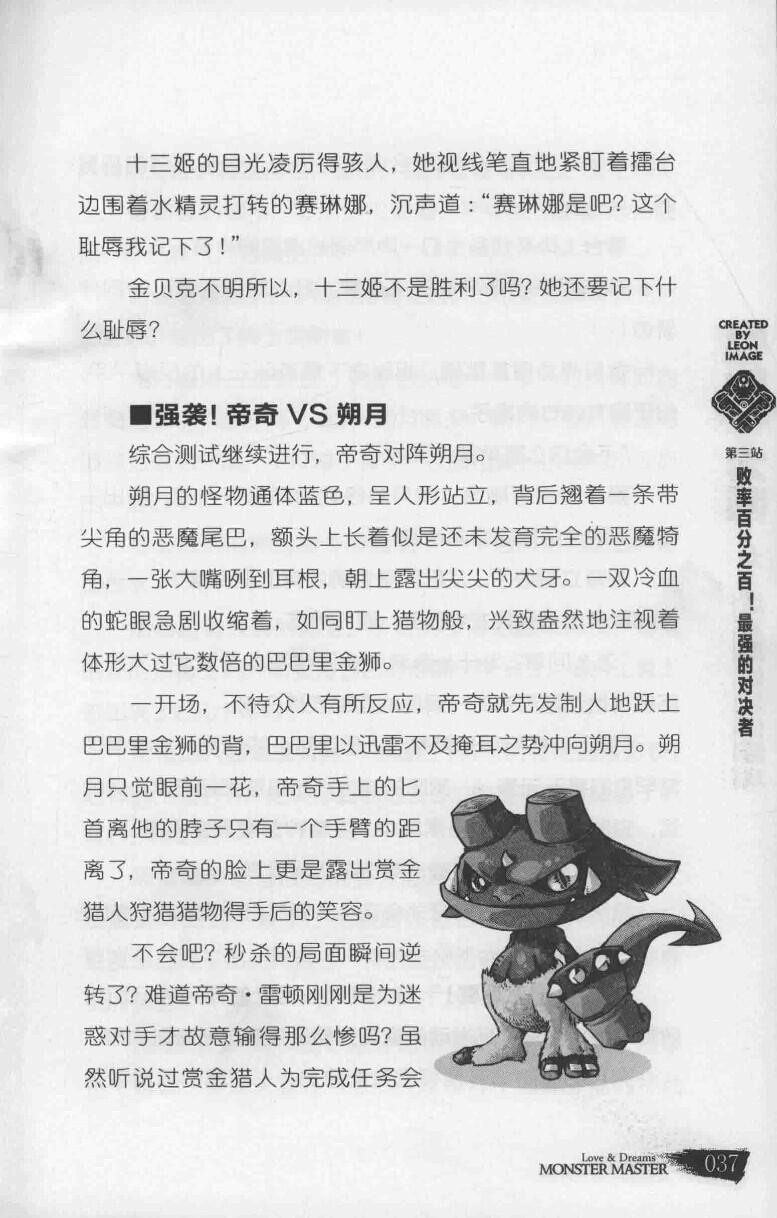 十三姬的目光凌厉得骇人，她视线笔直地紧盯着擂台
边围着水精灵打转的赛琳娜，沉声道：“赛琳娜是吧？这个
耻辱我记下了！”
金贝克不明所以，十三姬不是胜利了吗？她还要记下什
么耻辱？
■强袭！帝奇 VS 朔月
综合测试继续进行，帝奇对阵朔月。
朔月的怪物通体蓝色，呈人形站立，背后翘着一条带
尖角的恶魔尾巴，额头上长着似是还未发育完全的恶魔犄
角，一张大嘴咧到耳根，朝上露出尖尖的犬牙。一双冷血
的蛇眼急剧收缩着，如同盯上猎物般，兴致盎然地注视着
体形大过它数倍的巴巴里金狮。
一开场，不待众人有所反应，帝奇就先发制人地跃上
巴巴里金狮的背，巴巴里以迅雷不及掩耳之势冲向朔月。朔
月只觉眼前一花，帝奇手上的匕
首离他的脖子只有一个手臂的距
离了，帝奇的脸上更是露出赏金
猎人狩猎猎物得手后的笑容。
不会吧？秒杀的局面瞬间逆
转了？难道帝奇·雷顿刚刚是为迷
惑对手才故意输得那么惨吗？虽
然听说过赏金猎人为完成任务会
CREATED
BY
LEON
IMAGE
第三站
败率百分之百！最强的对决者
Love & Dreams
MONSTER MASTER
037